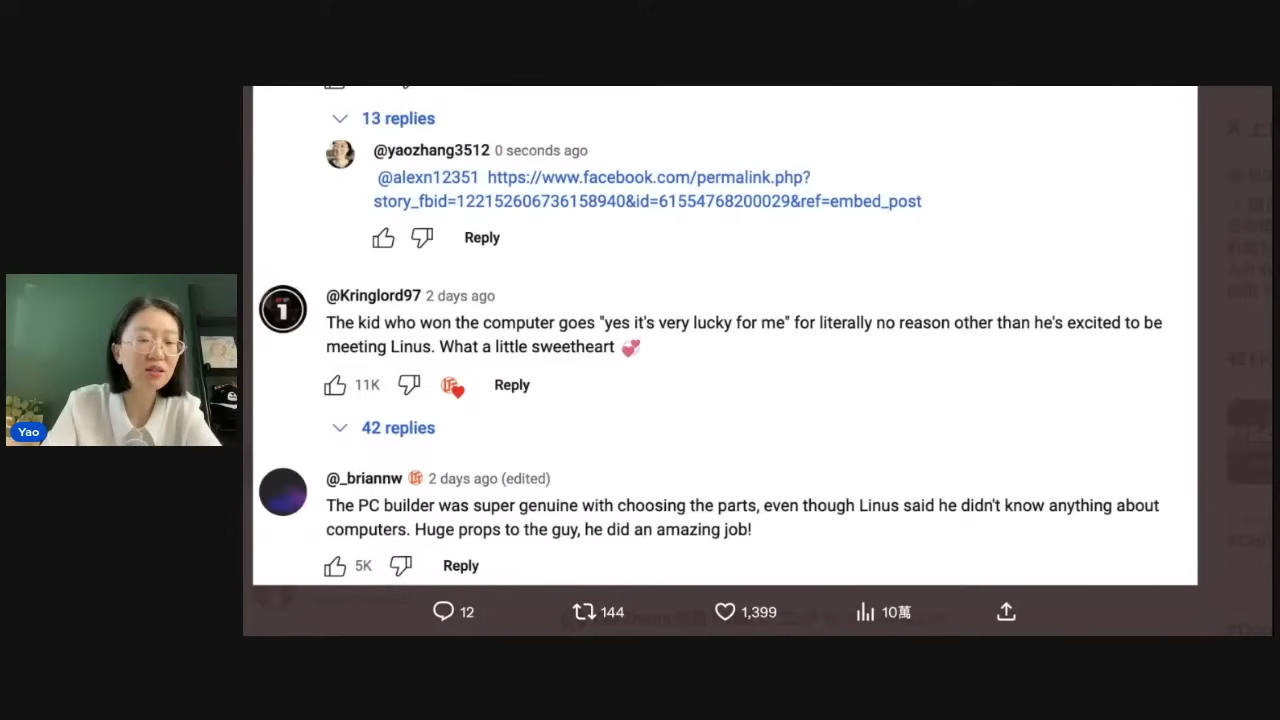 13 replies
@yaozhang3512 0 seconds ago
@alexn12351 https://www.facebook.com/permalink.php?
story_fbid=122152606736158940&id=61554768200029&ref=embed_post
Reply
@Kringlord97 2 days ago
The kid who won the computer goes "yes it's very lucky for me" for literally no reason other than he's excited to be
meeting Linus. What a little sweetheart 💞
11K Reply
42 replies
@_briannw 2 days ago (edited)
The PC builder was super genuine with choosing the parts, even though Linus said he didn't know anything about
computers. Huge props to the guy, he did an amazing job!
5K Reply
12 144 1,399 10萬
Yao
1